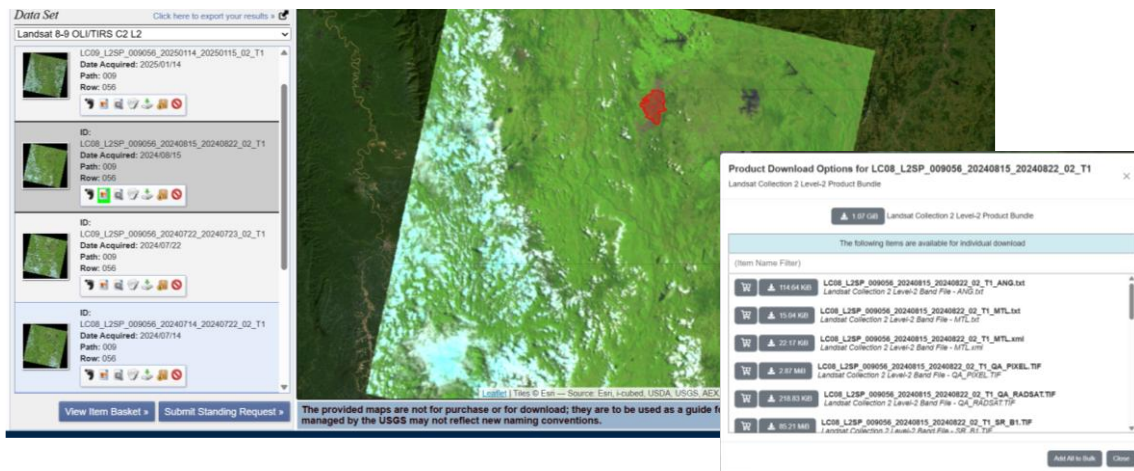 Data Set
Click here to export your results »
Landsat 8-9 OLI/TIRS C2 L2
LC09_L2SP_009056_20250114_20250115_02_T1
Date Acquired: 2025/01/14
Path: 009
Row: 056
ID:
LC08_L2SP_009056_20240815_20240822_02_T1
Date Acquired: 2024/08/15
Path: 009
Row: 056
ID:
LC09_L2SP_009056_20240722_20240723_02_T1
Date Acquired: 2024/07/22
Path: 009
Row: 056
ID:
LC08_L2SP_009056_20240714_20240722_02_T1
Date Acquired: 2024/07/14
Path: 009
Row: 056
View Item Basket »
Submit Standing Request »
Leaflet | Tiles © Esri — Source: Esri, i-cubed, USDA, USGS, AEX
The provided maps are not for purchase or for download; they are to be used as a guide f
managed by the USGS may not reflect new naming conventions.
Product Download Options for LC08_L2SP_009056_20240815_20240822_02_T1
Landsat Collection 2 Level-2 Product Bundle
Landsat Collection 2 Level-2 Product Bundle
The following items are available for individual download
(Item Name Filter)
114.64 KiB
LC08_L2SP_009056_20240815_20240822_02_T1_ANG.txt
Landsat Collection 2 Level-2 Band File - ANG.txt
15.04 KiB
LC08_L2SP_009056_20240815_20240822_02_T1_MTL.txt
Landsat Collection 2 Level-2 Band File - MTL.txt
22.17 KiB
LC08_L2SP_009056_20240815_20240822_02_T1_MTL.xml
Landsat Collection 2 Level-2 Band File - MTL.xml
2.87 MiB
LC08_L2SP_009056_20240815_20240822_02_T1_QA_PIXEL.TIF
Landsat Collection 2 Level-2 Band File - QA_PIXEL.TIF
218.83 KiB
LC08_L2SP_009056_20240815_20240822_02_T1_QA_RADSAT.TIF
Landsat Collection 2 Level-2 Band File - QA_RADSAT.TIF
85.21 MiB
LC08_L2SP_009056_20240815_20240822_02_T1_SR_B1.TIF
Landsat Collection 2 Level-2 Band File - SR_B1.TIF
Add All to Bulk
Close